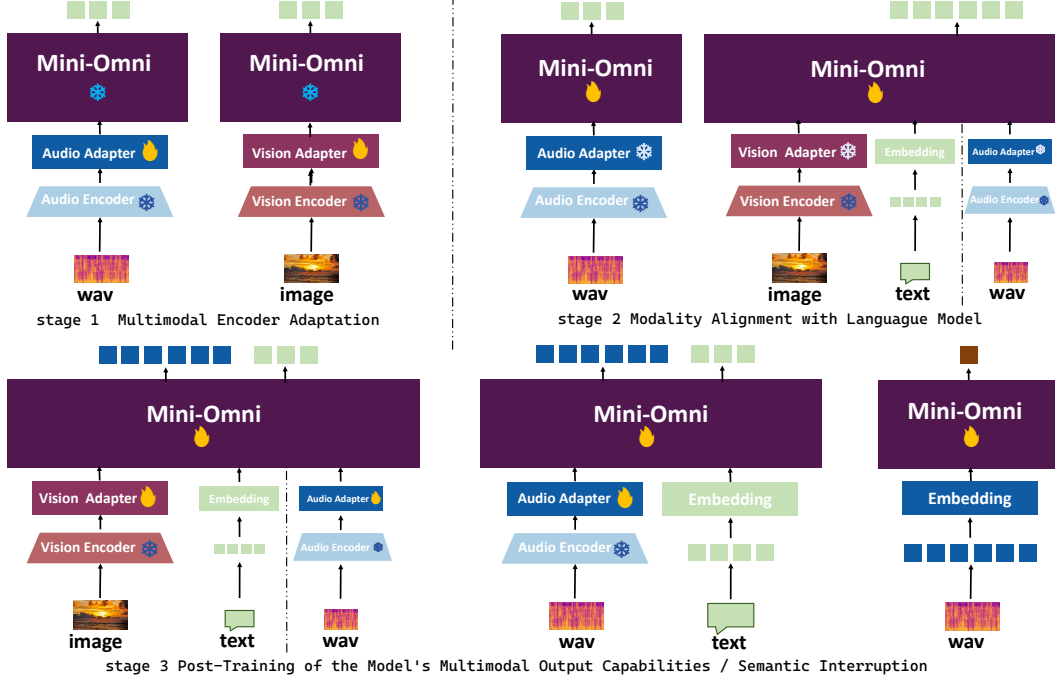 Mini-Omni
Audio Adapter
Audio Encoder
wav
Mini-Omni
Vision Adapter
Vision Encoder
image
stage 1 Multimodal Encoder Adaptation
Mini-Omni
Audio Adapter
Audio Encoder
wav
Mini-Omni
Vision Adapter
Embedding
Audio Adapter
Vision Encoder
Audio Encoder
image
text
wav
stage 2 Modality Alignment with Languague Model
Mini-Omni
Vision Adapter
Embedding
Audio Adapter
Vision Encoder
Audio Encoder
image
text
wav
Mini-Omni
Audio Adapter
Embedding
Audio Encoder
wav
text
Mini-Omni
Embedding
wav
stage 3 Post-Training of the Model's Multimodal Output Capabilities / Semantic Interruption